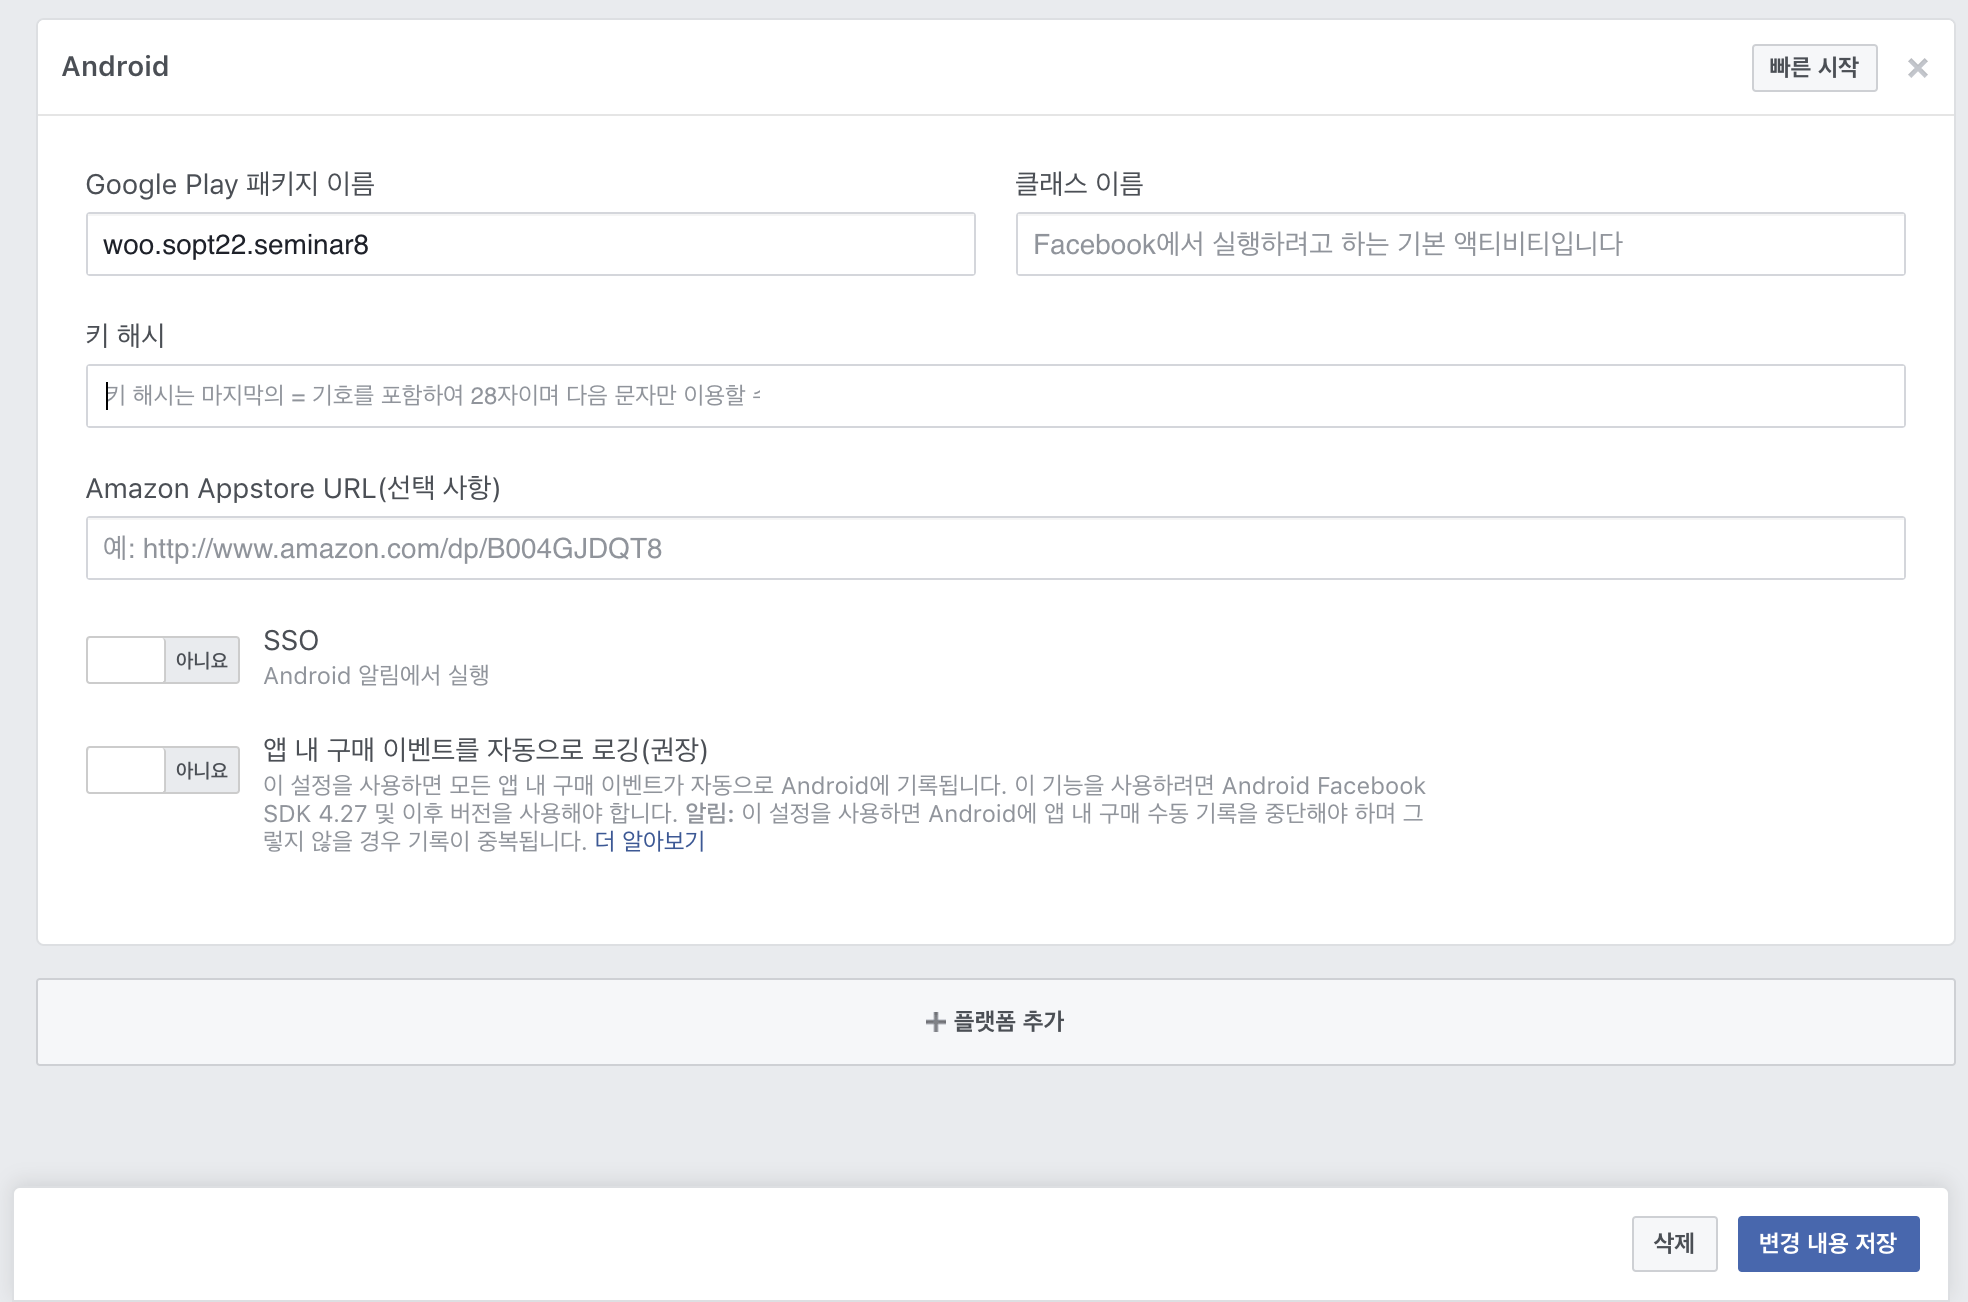 Android
빠른 시작
Google Play 패키지 이름
클래스 이름
woo.sopt22.seminar8
Facebook에서 실행하려고 하는 기본 액티비티입니다
키 해시
키 해시는 마지막의 = 기호를 포함하여 28자이며 다음 문자만 이용할
Amazon Appstore URL(선택 사항)
예: http://www.amazon.com/dp/B004GJDQT8
아니요
SSO
Android 알림에서 실행
아니요
앱 내 구매 이벤트를 자동으로 로깅(권장)
이 설정을 사용하면 모든 앱 내 구매 이벤트가 자동으로 Android에 기록됩니다. 이 기능을 사용하려면 Android Facebook
SDK 4.27 및 이후 버전을 사용해야 합니다. 알림: 이 설정을 사용하면 Android에 앱 내 구매 수동 기록을 중단해야 하며 그
렇지 않을 경우 기록이 중복됩니다. 더 알아보기
플랫폼 추가
삭제
변경 내용 저장